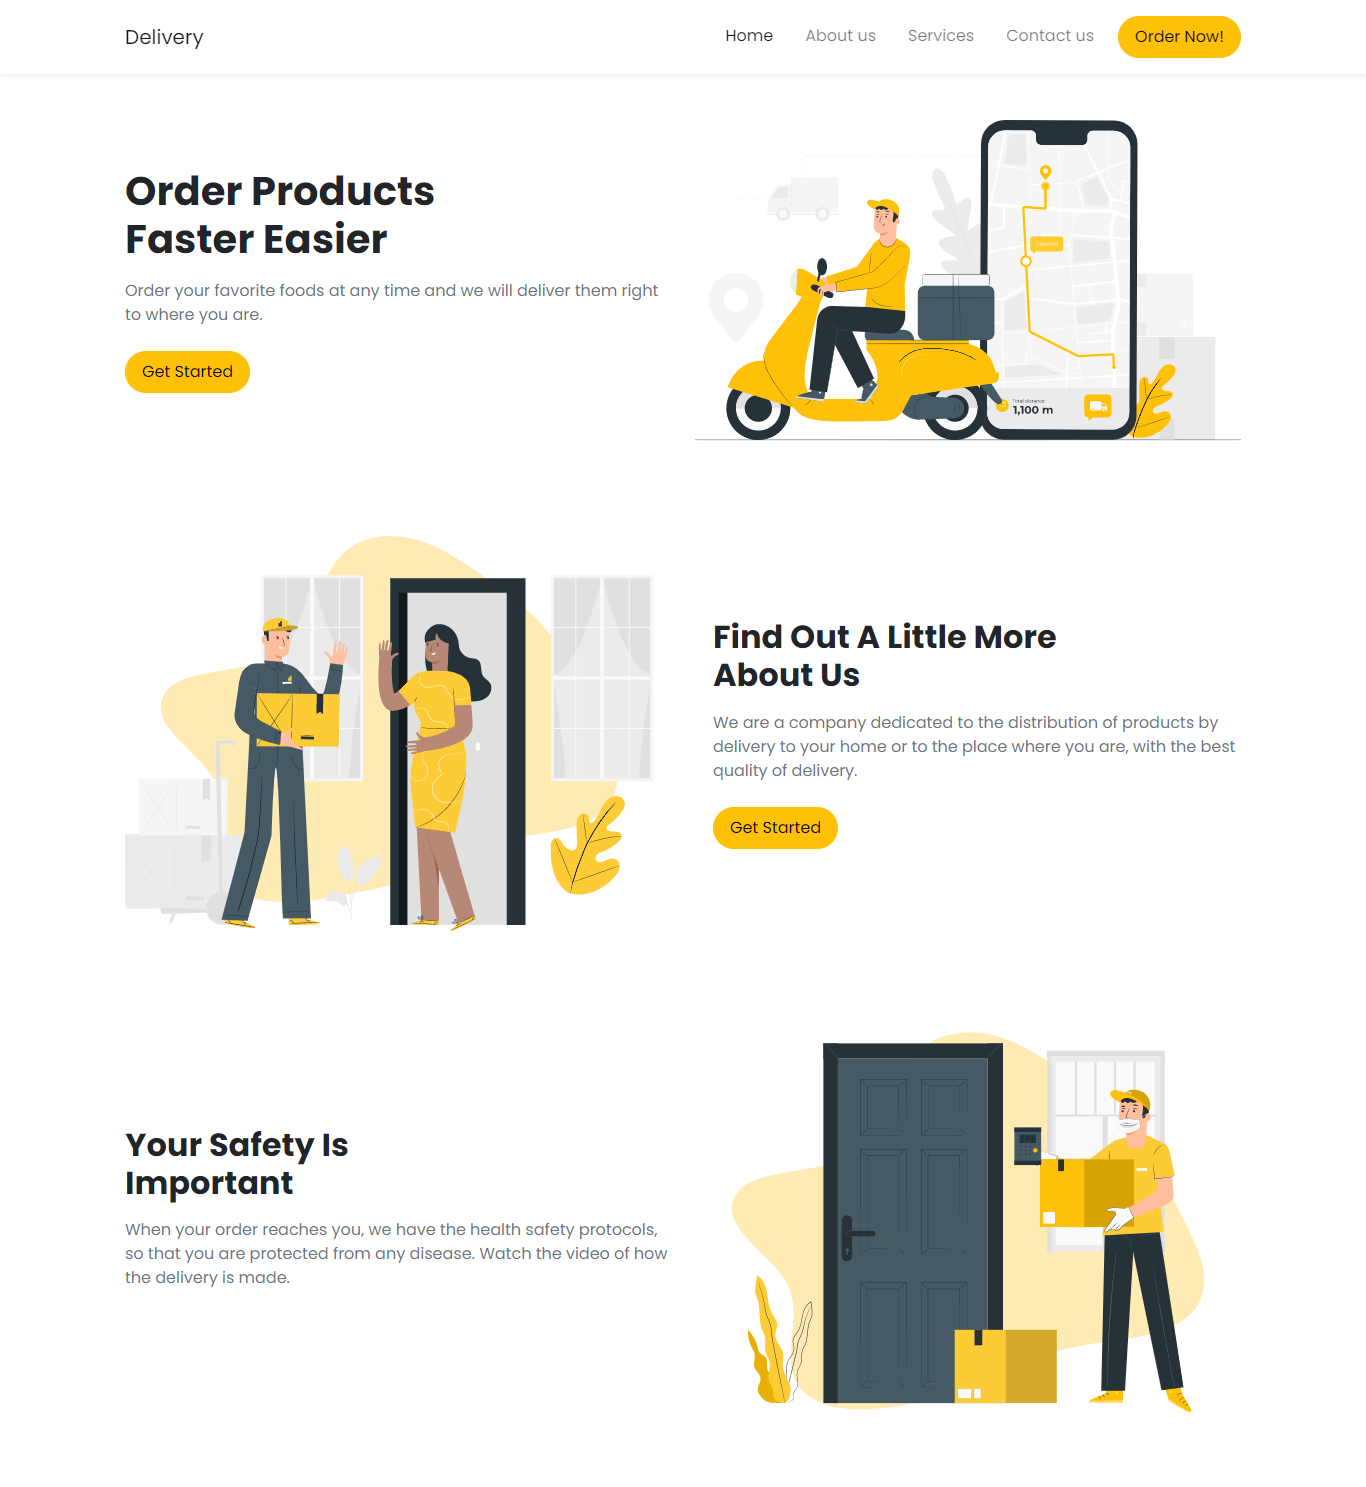 Delivery
Home
About us
Services
Contact us
Order Now!
Order Products
Faster Easier
Order your favorite foods at any time and we will deliver them right
to where you are.
Get Started
Total distance
1,100 m
Find Out A Little More
About Us
We are a company dedicated to the distribution of products by
delivery to your home or to the place where you are, with the best
quality of delivery.
Get Started
Your Safety Is
Important
When your order reaches you, we have the health safety protocols,
so that you are protected from any disease. Watch the video of how
the delivery is made.